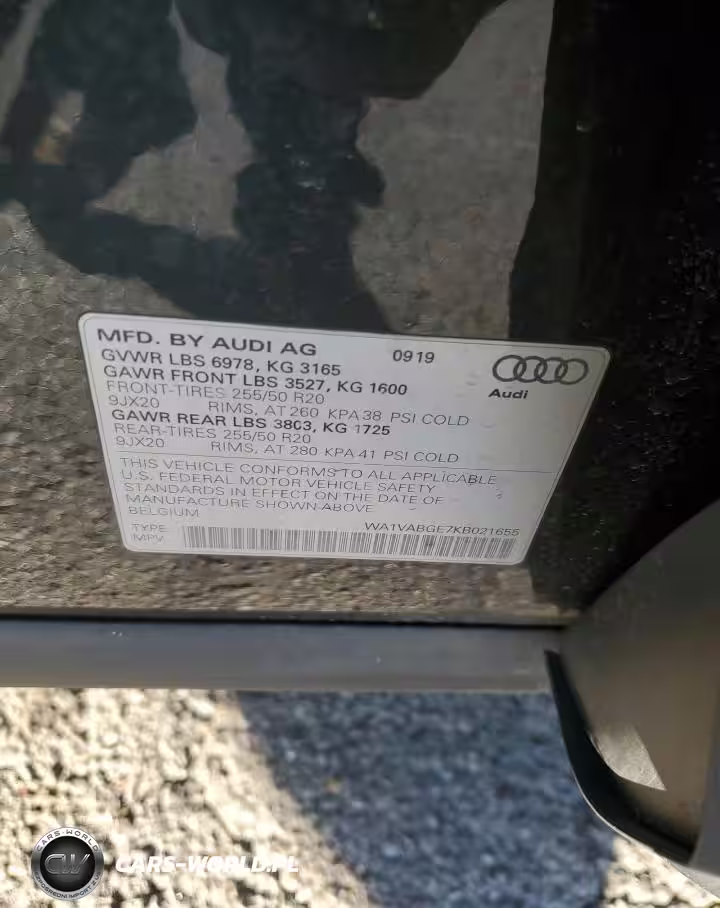 MFD. BY AUDI AG 0919
GVWR LBS 6978, KG 3165
GAWR FRONT LBS 3527, KG 1600
Audi
FRONT-TIRES 255/50 R20
9JX20 RIMS, AT 260 KPA 38 PSI COLD
GAWR REAR LBS 3803, KG 1725
REAR-TIRES 255/50 R20
9JX20 RIMS, AT 280 KPA 41 PSI COLD
THIS VEHICLE CONFORMS TO ALL APPLICABLE
U.S. FEDERAL MOTOR VEHICLE SAFETY
STANDARDS IN EFFECT ON THE DATE OF
MANUFACTURE SHOWN ABOVE
BELGIUM
WA1VABGE7KB021655
TYPE
MPV
CARS-WORLD
CW
CARS-WORLD.PL